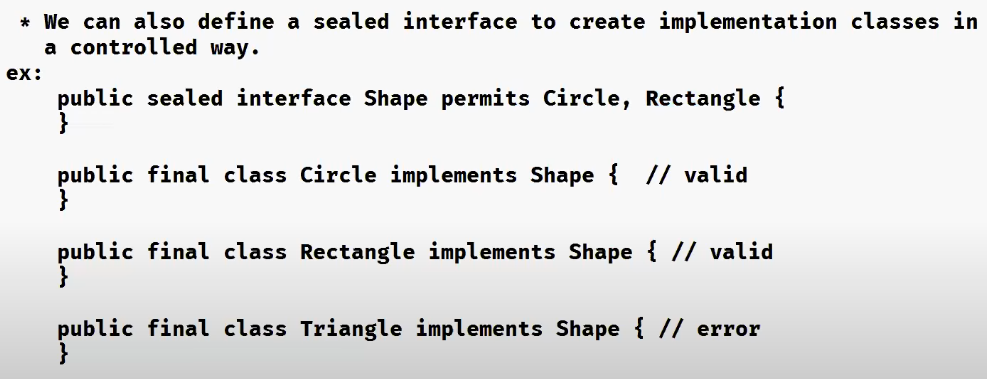 * We can also define a sealed interface to create implementation classes in
a controlled way.
ex:
public sealed interface Shape permits Circle, Rectangle {
}
public final class Circle implements Shape {  // valid
}
public final class Rectangle implements Shape { // valid
}
public final class Triangle implements Shape { // error
}